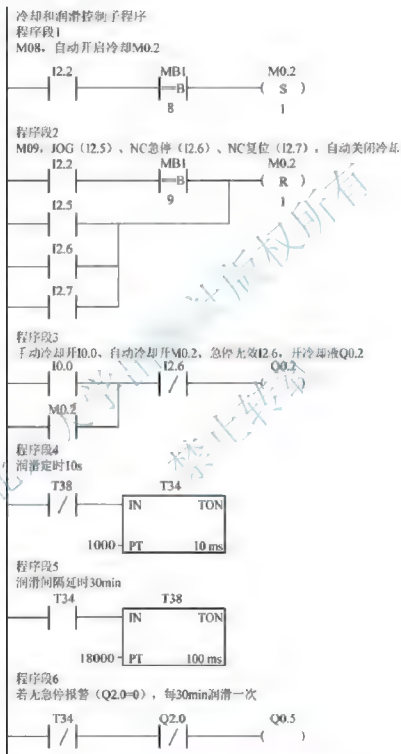 冷却和润滑控制子程序
程序段1
M08，自动开启冷却M0.2
I2.2 MB1 M0.2
==B S
8 1
程序段2
M09，JOG（I2.5）、NC急停（I2.6）、NC复位（I2.7），自动关闭冷却
I2.2 MB1 M0.2
==B R
9 1
I2.5
I2.6
I2.7
程序段3
手动冷却开I0.0、自动冷却开M0.2、急停无效I2.6，开冷却液Q0.2
I0.0 I2.6 Q0.2
M0.2
程序段4
润滑定时10s
T38 T34
IN TON
1000 PT 10 ms
程序段5
润滑间隔延时30min
T34 T38
IN TON
18000 PT 100 ms
程序段6
若无急停报警（Q2.0=0），每30min润滑一次
T34 Q2.0 Q0.5
版权所有
禁止转载